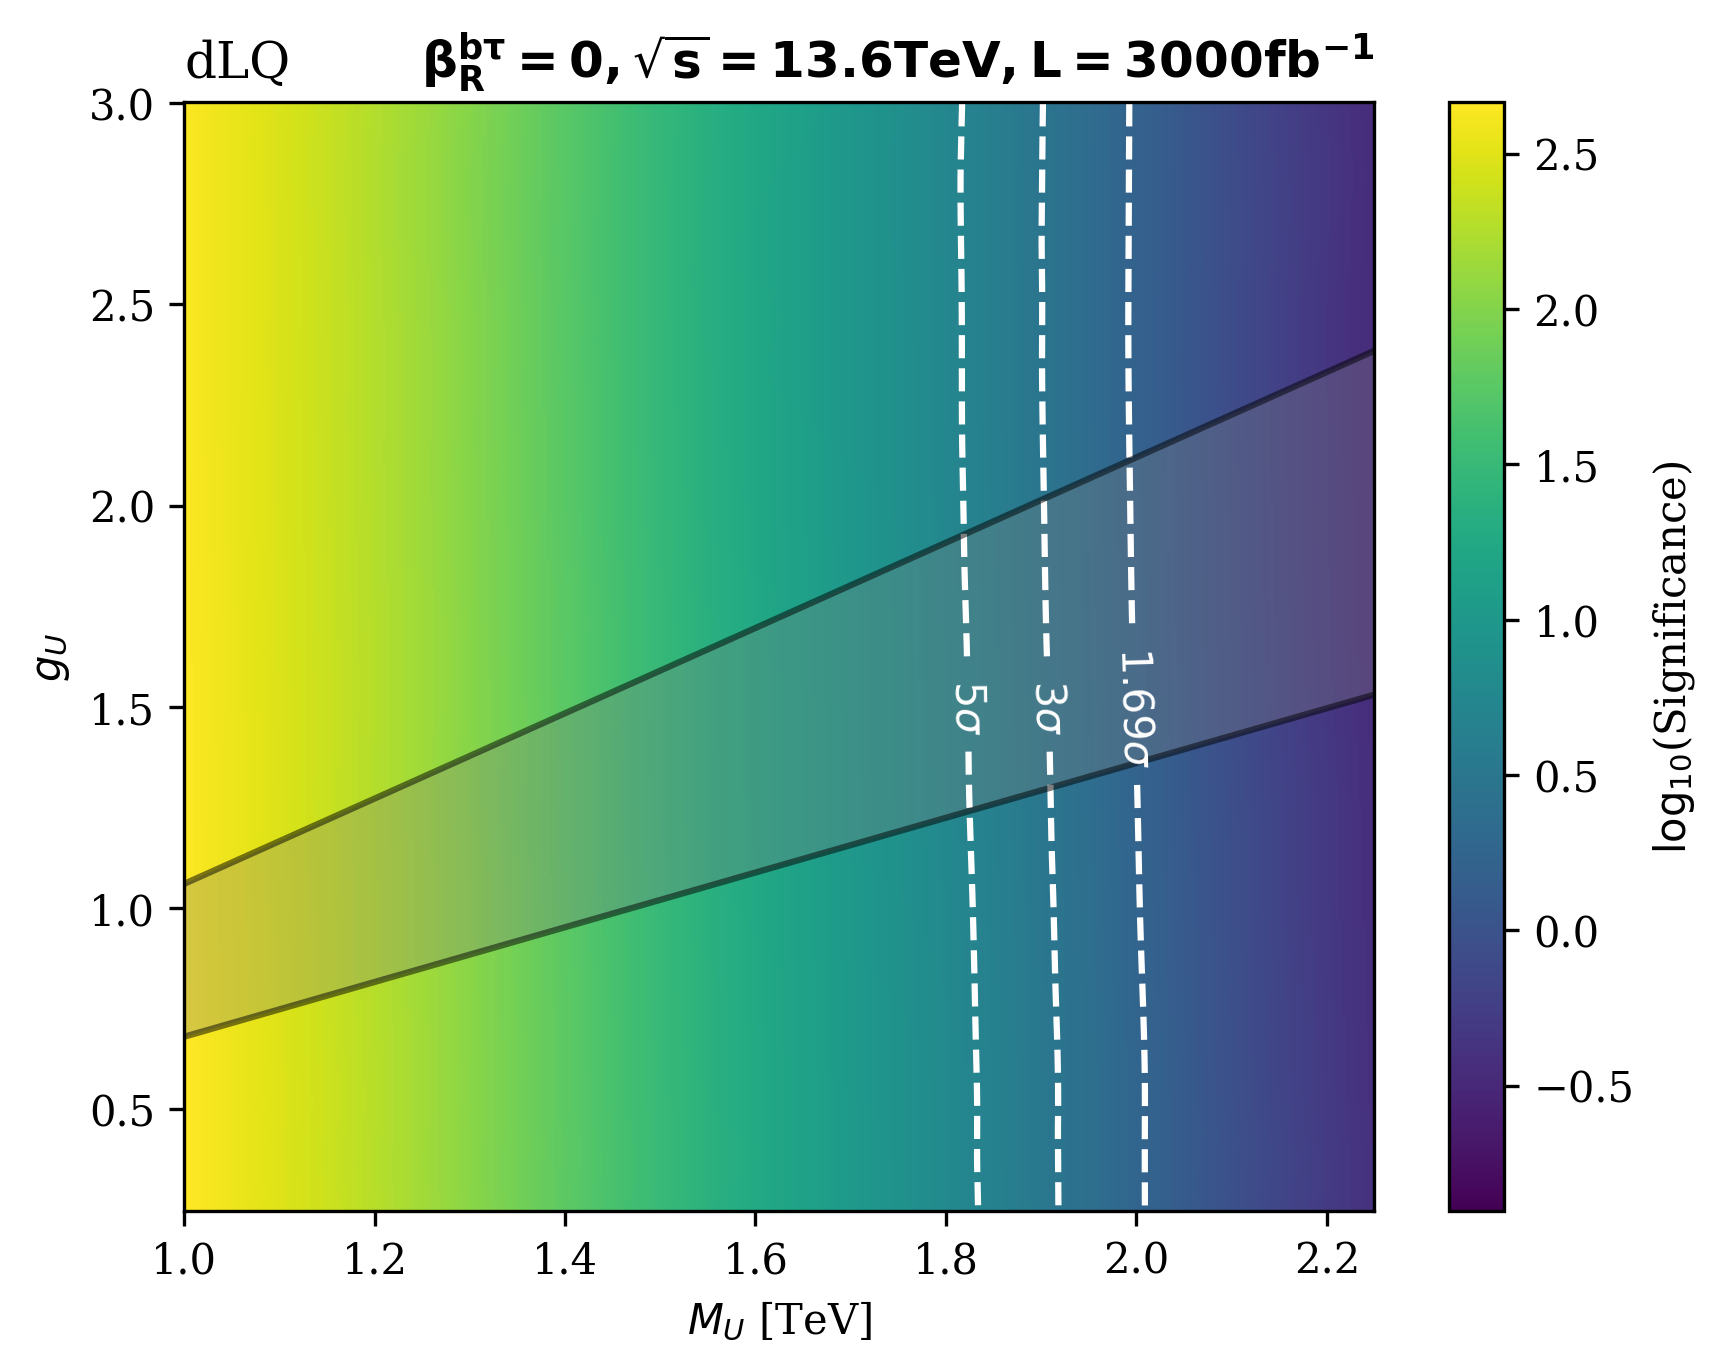 dLQ
β_R^{bτ} = 0, √s = 13.6TeV, L = 3000fb⁻¹
3.0
2.5
2.0
1.5
1.0
0.5
g_U
5σ
3σ
1.69σ
1.0 1.2 1.4 1.6 1.8 2.0 2.2
M_U [TeV]
2.5
2.0
1.5
1.0
0.5
0.0
−0.5
log₁₀(Significance)